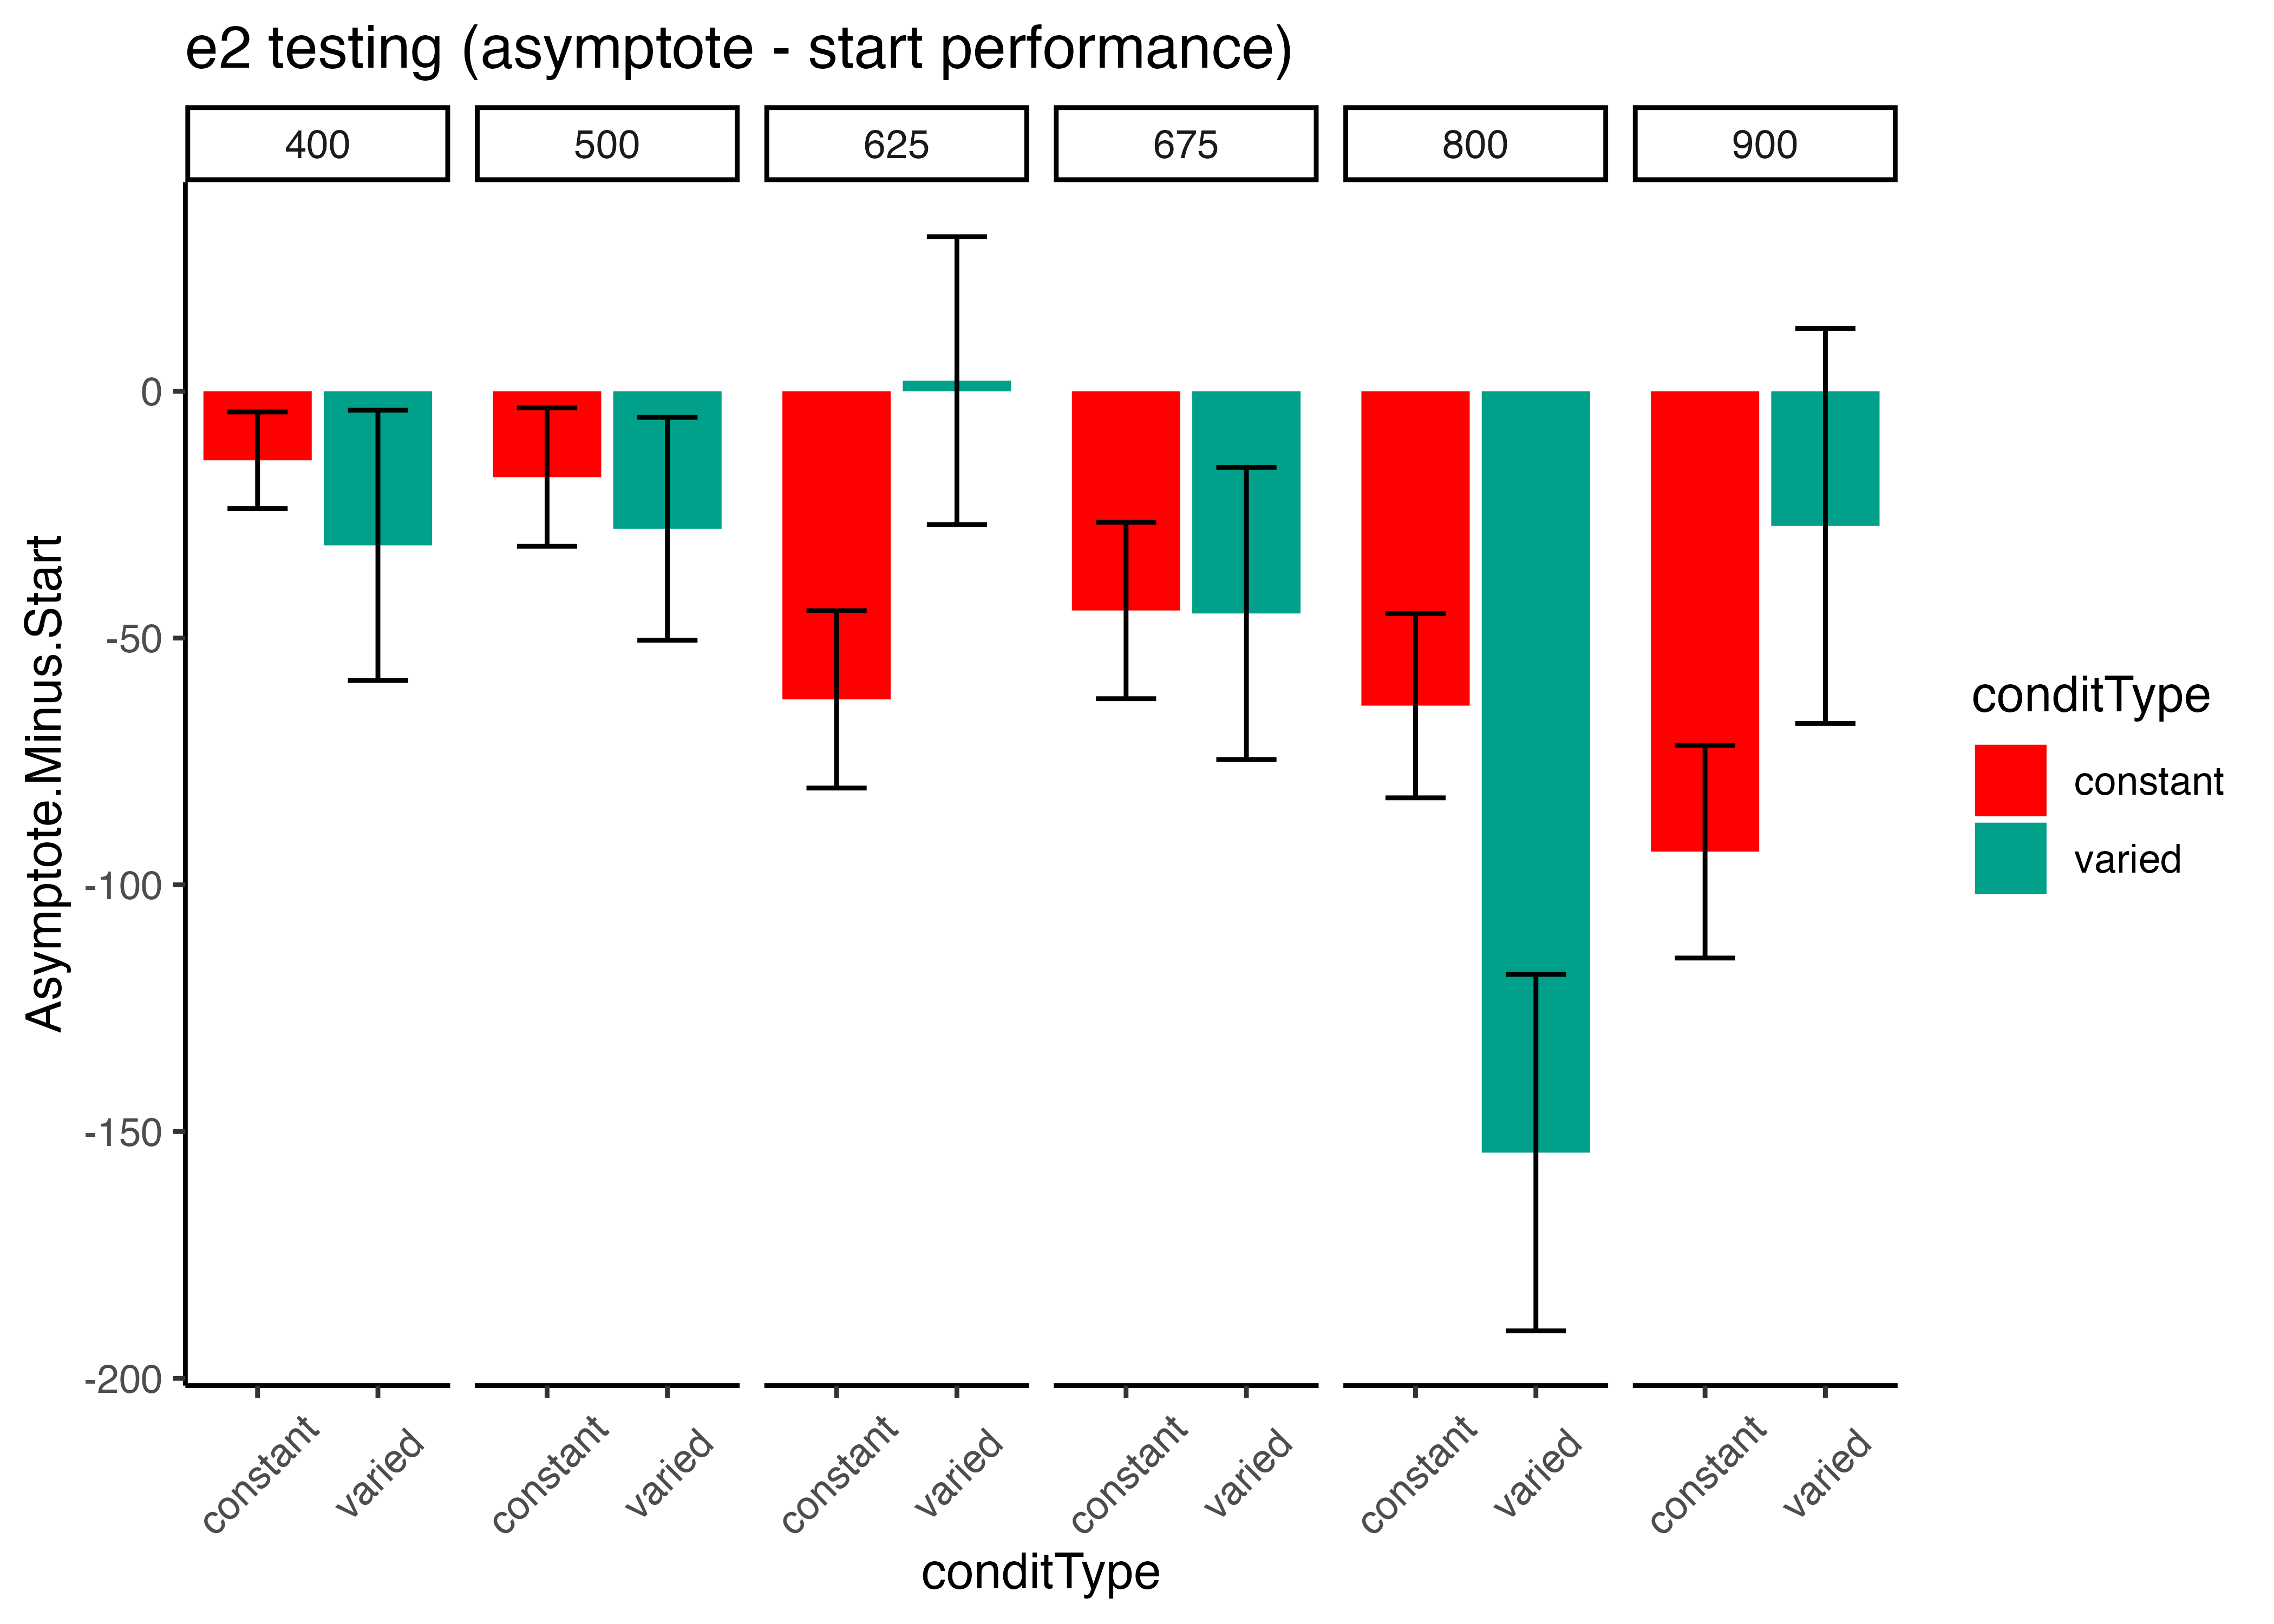 e2 testing (asymptote - start performance)
400 500 625 675 800 900
Asymptote.Minus.Start
0
-50
-100
-150
-200
constant varied constant varied constant varied constant varied constant varied constant varied
conditType
conditType
constant
varied